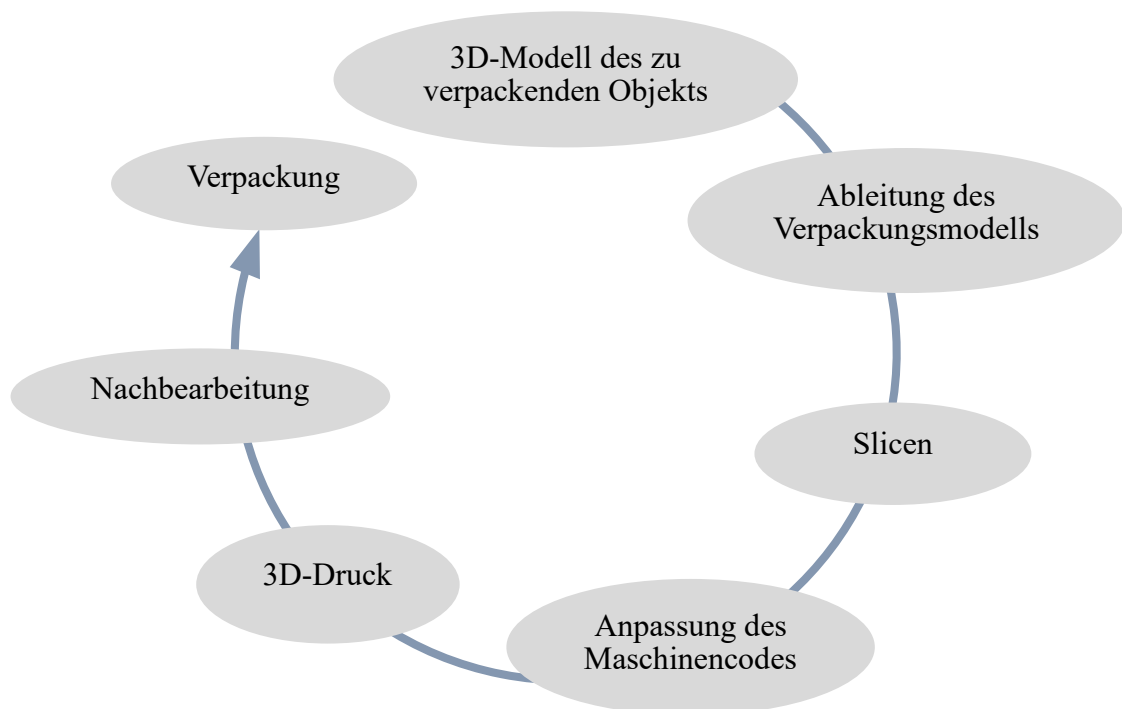 3D-Modell des zu
verpackenden Objekts
Ableitung des
Verpackungsmodells
Slicen
Anpassung des
Maschinencodes
3D-Druck
Nachbearbeitung
Verpackung